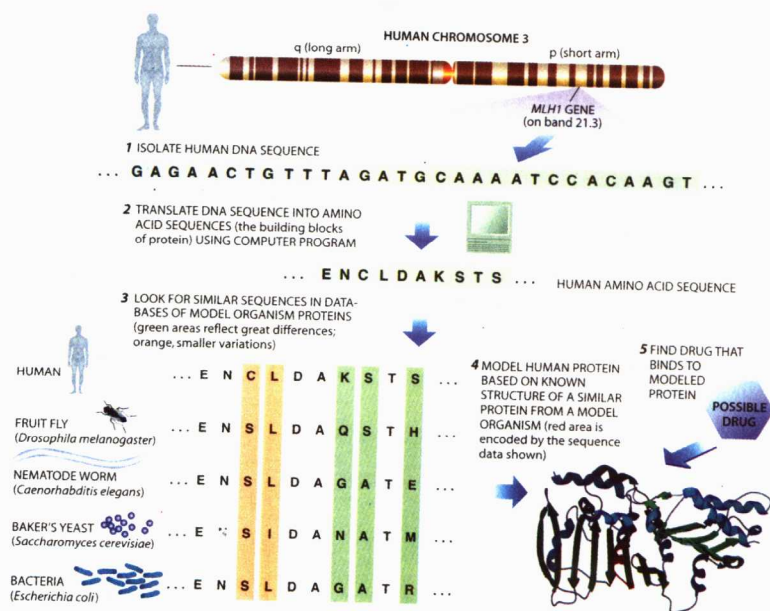 HUMAN CHROMOSOME 3
q (long arm)
p (short arm)
MLH1 GENE
(on band 21.3)
1 ISOLATE HUMAN DNA SEQUENCE
... G A G A A C T G T T T A G A T G C A A A A T C C A C A A G T ...
2 TRANSLATE DNA SEQUENCE INTO AMINO
ACID SEQUENCES (the building blocks
of protein) USING COMPUTER PROGRAM
... E N C L D A K S T S ...
HUMAN AMINO ACID SEQUENCE
3 LOOK FOR SIMILAR SEQUENCES IN DATA-
BASES OF MODEL ORGANISM PROTEINS
(green areas reflect great differences;
orange, smaller variations)
HUMAN
... E N C L D A K S T S ...
FRUIT FLY
(Drosophila melanogaster)
... E N S L D A Q S T H ...
NEMATODE WORM
(Caenorhabditis elegans)
... E N S L D A G A T E ...
BAKER'S YEAST
(Saccharomyces cerevisiae)
... E S I D A N A T M ...
BACTERIA
(Escherichia coli)
... E N S L D A G A T R ...
4 MODEL HUMAN PROTEIN
BASED ON KNOWN
STRUCTURE OF A SIMILAR
PROTEIN FROM A MODEL
ORGANISM (red area is
encoded by the sequence
data shown)
5 FIND DRUG THAT
BINDS TO
MODELED
PROTEIN
POSSIBLE
DRUG